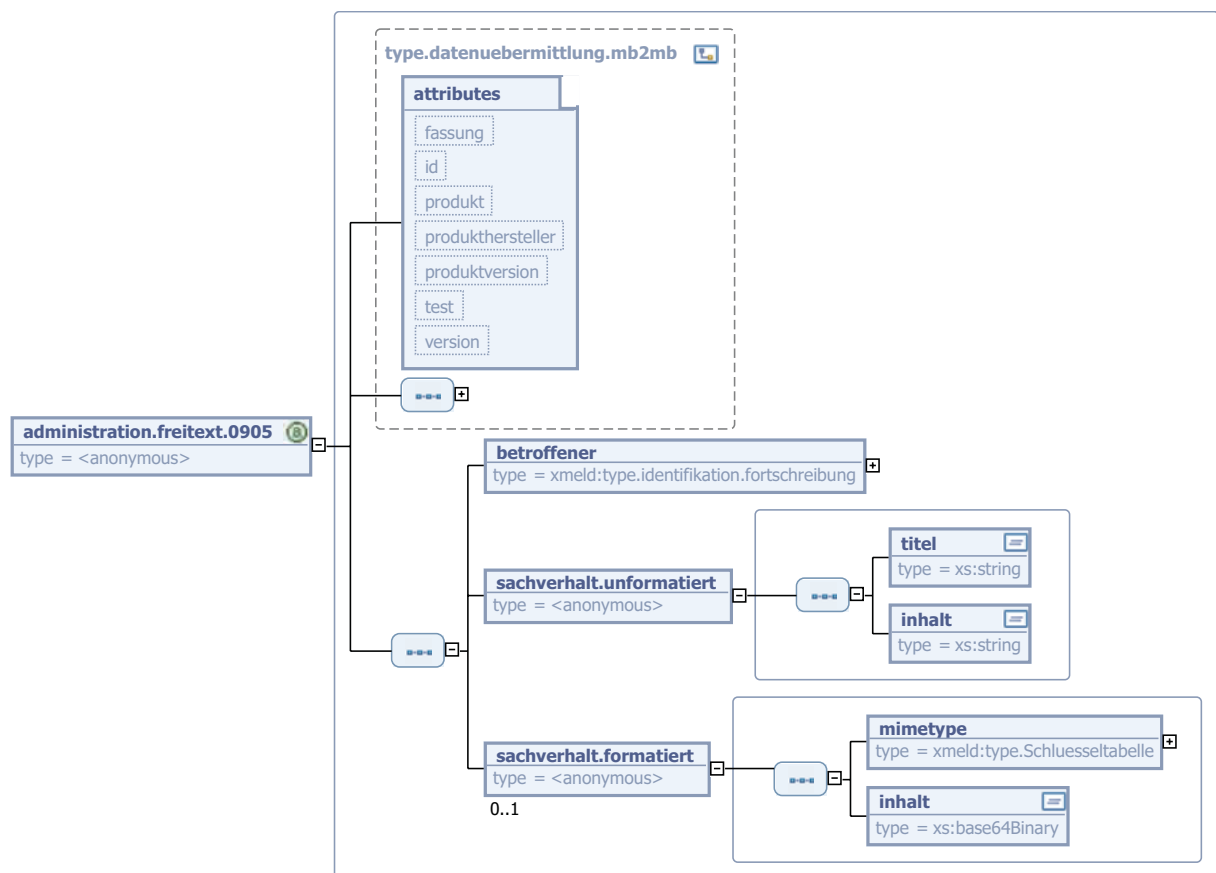 type.datenuebermittlung.mb2mb
attributes
fassung
id
produkt
produkthersteller
produktversion
test
version
administration.freitext.0905
type = <anonymous>
betroffener
type = xmeld:type.identifikation.fortschreibung
sachverhalt.unformatiert
type = <anonymous>
titel
type = xs:string
inhalt
type = xs:string
sachverhalt.formatiert
type = <anonymous>
0..1
mimetype
type = xmeld:type.Schluesseltabelle
inhalt
type = xs:base64Binary